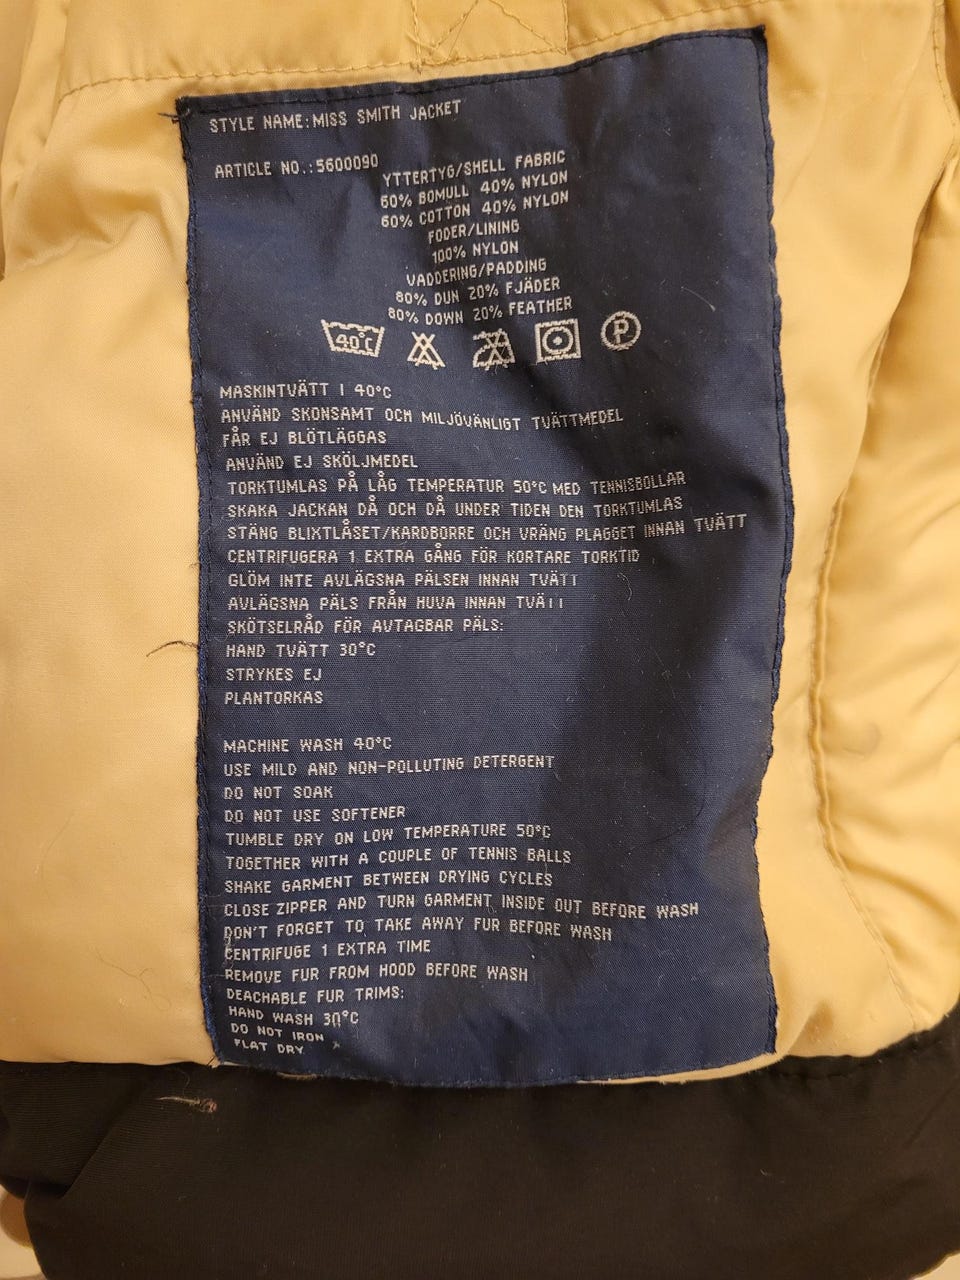 STYLE NAME:MISS SMITH JACKET
ARTICLE NO.:5600090
YTTERTYG/SHELL FABRIC
60% BOMULL 40% NYLON
60% COTTON 40% NYLON
FODER/LINING
100% NYLON
VADDERING/PADDING
80% DUN 20% FJÄDER
80% DOWN 20% FEATHER
40°C P
MASKINTVÄTT I 40°C
ANVÄND SKONSAMT OCH MILJÖVÄNLIGT TVÄTTMEDEL
FÅR EJ BLÖTLÄGGAS
ANVÄND EJ SKÖLJMEDEL
TORKTUMLAS PÅ LÅG TEMPERATUR 50°C MED TENNISBOLLAR
SKAKA JACKAN DÅ OCH DÅ UNDER TIDEN DEN TORKTUMLAS
STÄNG BLIXTLÅSET/KARDBORRE OCH VRÄNG PLAGGET INNAN TVÄTT
CENTRIFUGERA 1 EXTRA GÅNG FÖR KORTARE TORKTID
GLÖM INTE AVLÄGSNA PÄLSEN INNAN TVÄTT
AVLÄGSNA PÄLS FRÅN HUVA INNAN TVÄTT
SKÖTSELRÅD FÖR AVTAGBAR PÄLS:
HAND TVÄTT 30°C
STRYKES EJ
PLANTORKAS
MACHINE WASH 40°C
USE MILD AND NON-POLLUTING DETERGENT
DO NOT SOAK
DO NOT USE SOFTENER
TUMBLE DRY ON LOW TEMPERATURE 50°C
TOGETHER WITH A COUPLE OF TENNIS BALLS
SHAKE GARMENT BETWEEN DRYING CYCLES
CLOSE ZIPPER AND TURN GARMENT INSIDE OUT BEFORE WASH
DON'T FORGET TO TAKE AWAY FUR BEFORE WASH
CENTRIFUGE 1 EXTRA TIME
REMOVE FUR FROM HOOD BEFORE WASH
DEACHABLE FUR TRIMS:
HAND WASH 30°C
DO NOT IRON
FLAT DRY